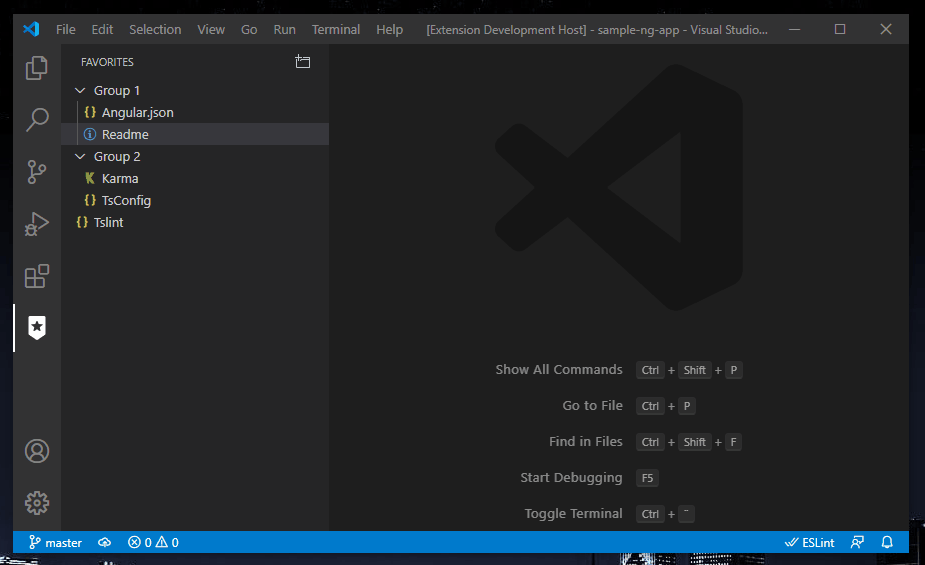 File Edit Selection View Go Run Terminal Help [Extension Development Host] - sample-ng-app - Visual Studio...
FAVORITES
Group 1
{} Angular.json
Readme
Group 2
K Karma
{} TsConfig
{} Tslint
Show All Commands Ctrl + Shift + P
Go to File Ctrl + P
Find in Files Ctrl + Shift + F
Start Debugging F5
Toggle Terminal Ctrl + ¨
master 0 0 ESLint